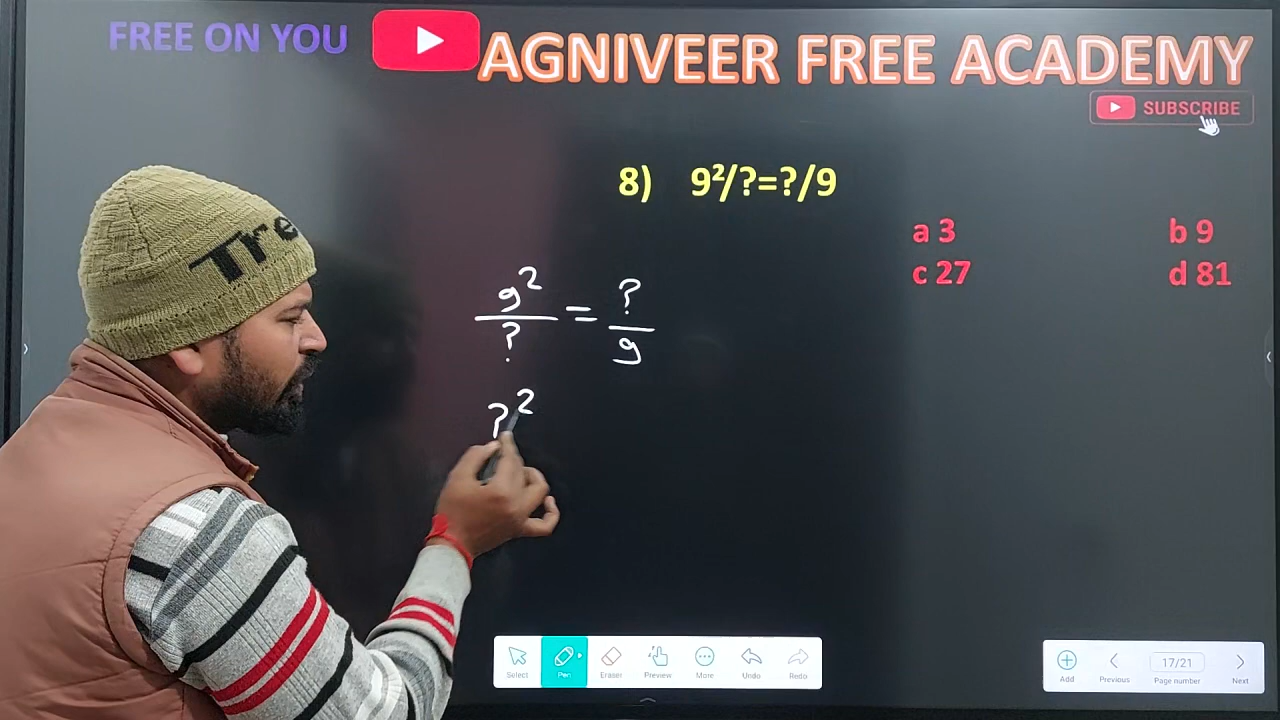 FREE ON YOU
AGNIVEER FREE ACADEMY
SUBSCRIBE
8) 9²/?=?/9
a 3 b 9
c 27 d 81
9² / ? = ? / 9
?²
Tre
Select Pen Eraser Preview More Undo Redo
Add Previous 17/21 Page number Next